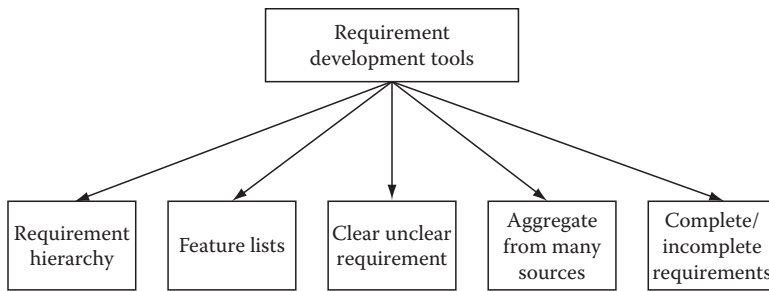 Requirement
development tools
Requirement
hierarchy
Feature lists
Clear unclear
requirement
Aggregate
from many
sources
Complete/
incomplete
requirements